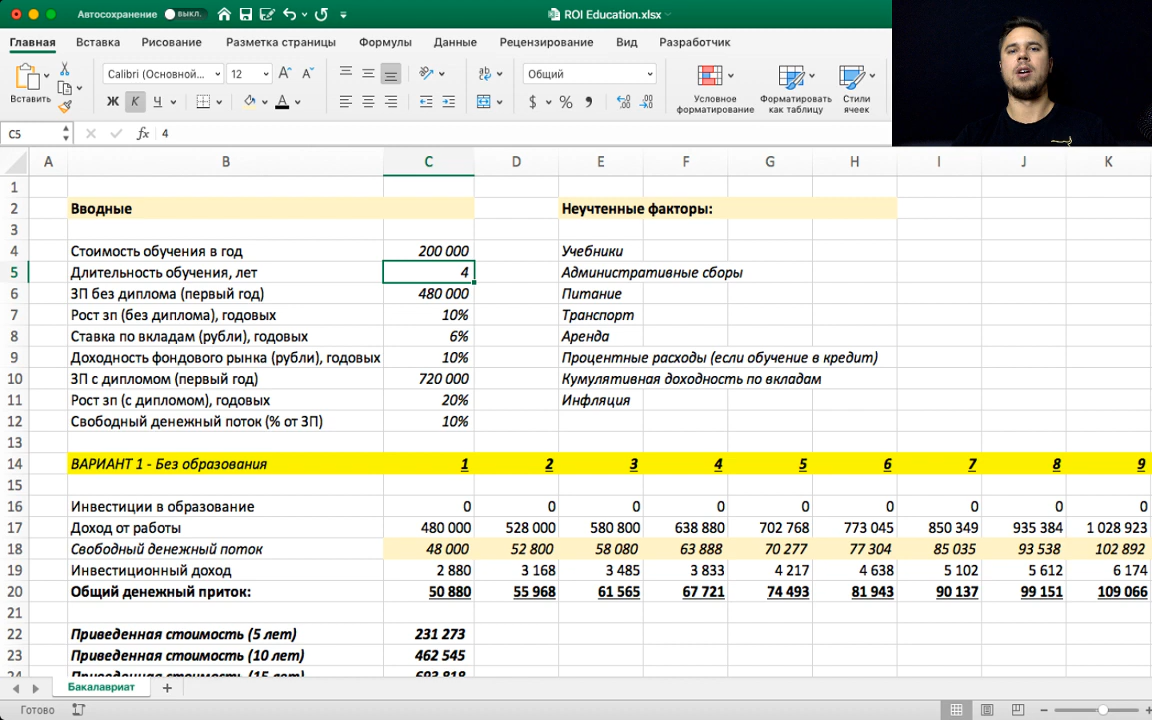 Автосохранение ВЫКЛ. ROI Education.xlsx
Главная Вставка Рисование Разметка страницы Формулы Данные Рецензирование Вид Разработчик
Вставить Calibri (Основной... 12 A A Общий
Ж К Ч A $ % Условное форматирование Форматировать как таблицу Стили ячеек
C5 fx 4
A B C D E F G H I J K
1
2 Вводные Неучтенные факторы:
3
4 Стоимость обучения в год 200 000 Учебники
5 Длительность обучения, лет 4 Административные сборы
6 ЗП без диплома (первый год) 480 000 Питание
7 Рост зп (без диплома), годовых 10% Транспорт
8 Ставка по вкладам (рубли), годовых 6% Аренда
9 Доходность фондового рынка (рубли), годовых 10% Процентные расходы (если обучение в кредит)
10 ЗП с дипломом (первый год) 720 000 Кумулятивная доходность по вкладам
11 Рост зп (с дипломом), годовых 20% Инфляция
12 Свободный денежный поток (% от ЗП) 10%
13
14 ВАРИАНТ 1 - Без образования 1 2 3 4 5 6 7 8 9
15
16 Инвестиции в образование 0 0 0 0 0 0 0 0 0
17 Доход от работы 480 000 528 000 580 800 638 880 702 768 773 045 850 349 935 384 1 028 923
18 Свободный денежный поток 48 000 52 800 58 080 63 888 70 277 77 304 85 035 93 538 102 892
19 Инвестиционный доход 2 880 3 168 3 485 3 833 4 217 4 638 5 102 5 612 6 174
20 Общий денежный приток: 50 880 55 968 61 565 67 721 74 493 81 943 90 137 99 151 109 066
21
22 Приведенная стоимость (5 лет) 231 273
23 Приведенная стоимость (10 лет) 462 545
24 Приведенная стоимость (15 лет) 693 818
Бакалавриат +
Готово